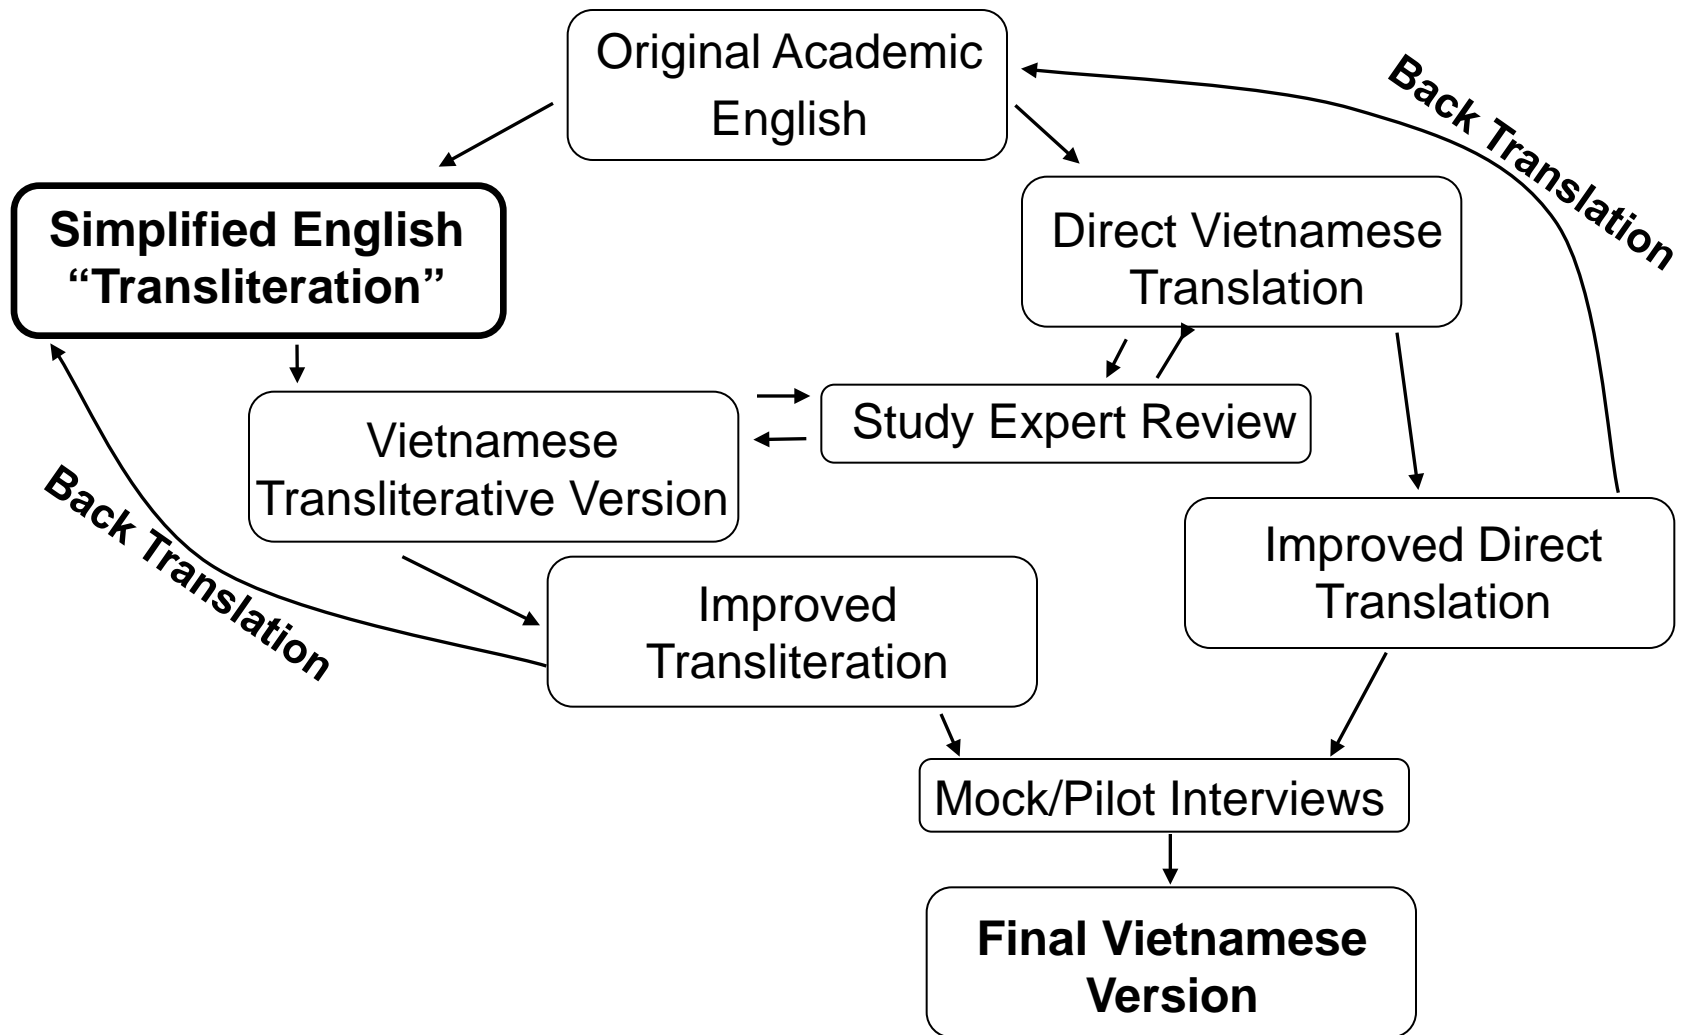 Original Academic
English
Back Translation
Simplified English
“Transliteration”
Direct Vietnamese
Translation
Study Expert Review
Vietnamese
Transliterative Version
Back Translation
Improved Direct
Translation
Improved
Transliteration
Mock/Pilot Interviews
Final Vietnamese
Version